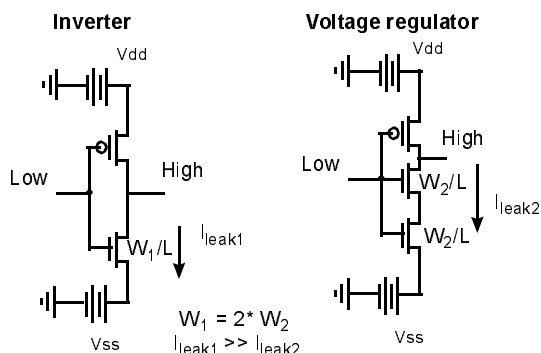 Inverter
Voltage regulator
Vdd
Vdd
Low
High
Low
High
W2/L
Ileak2
W1/L
Ileak1
W2/L
Vss
W1 = 2* W2
Ileak1 >> Ileak2
Vss